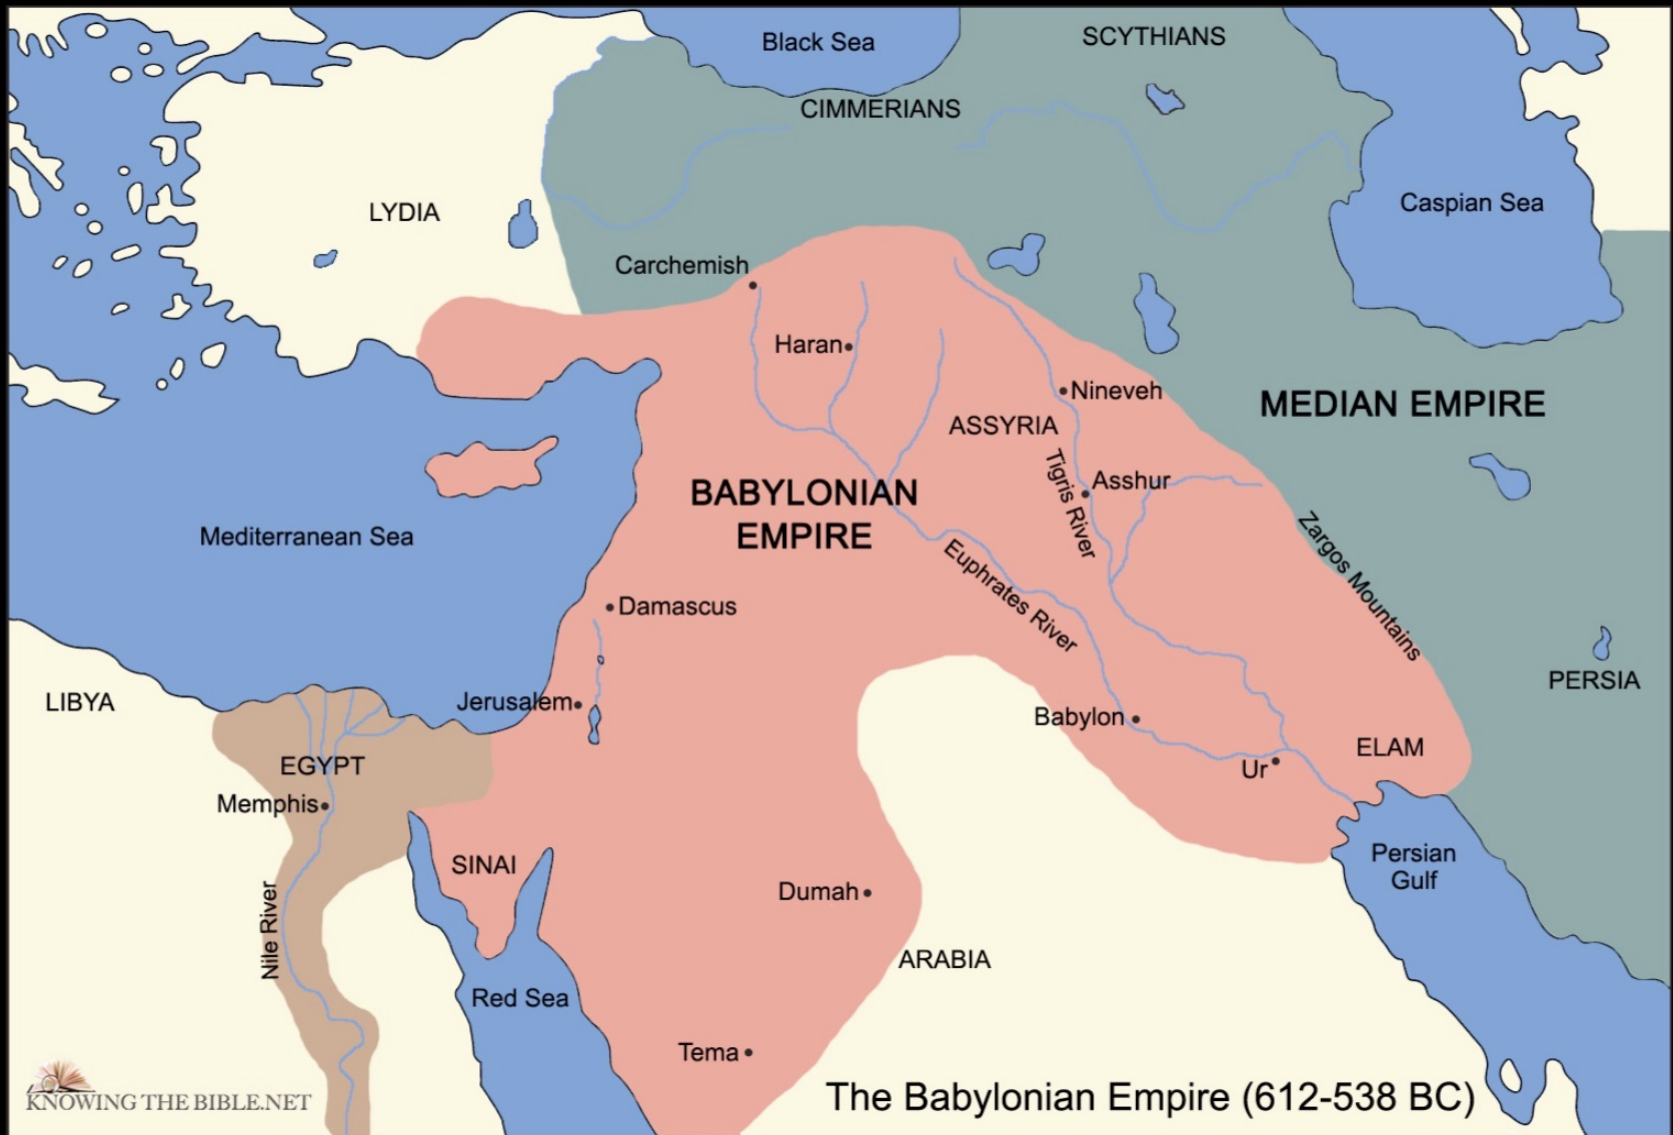 Black Sea
SCYTHIANS
CIMMERIANS
Caspian Sea
LYDIA
Carchemish
Haran
Nineveh
MEDIAN EMPIRE
ASSYRIA
Tigris River
Asshur
BABYLONIAN
EMPIRE
Mediterranean Sea
Zargos Mountains
Euphrates River
Damascus
PERSIA
LIBYA
Jerusalem
Babylon
ELAM
EGYPT
Ur
Memphis
Persian
Gulf
SINAI
Dumah
Nile River
ARABIA
Red Sea
Tema
The Babylonian Empire (612-538 BC)
KNOWING THE BIBLE.NET